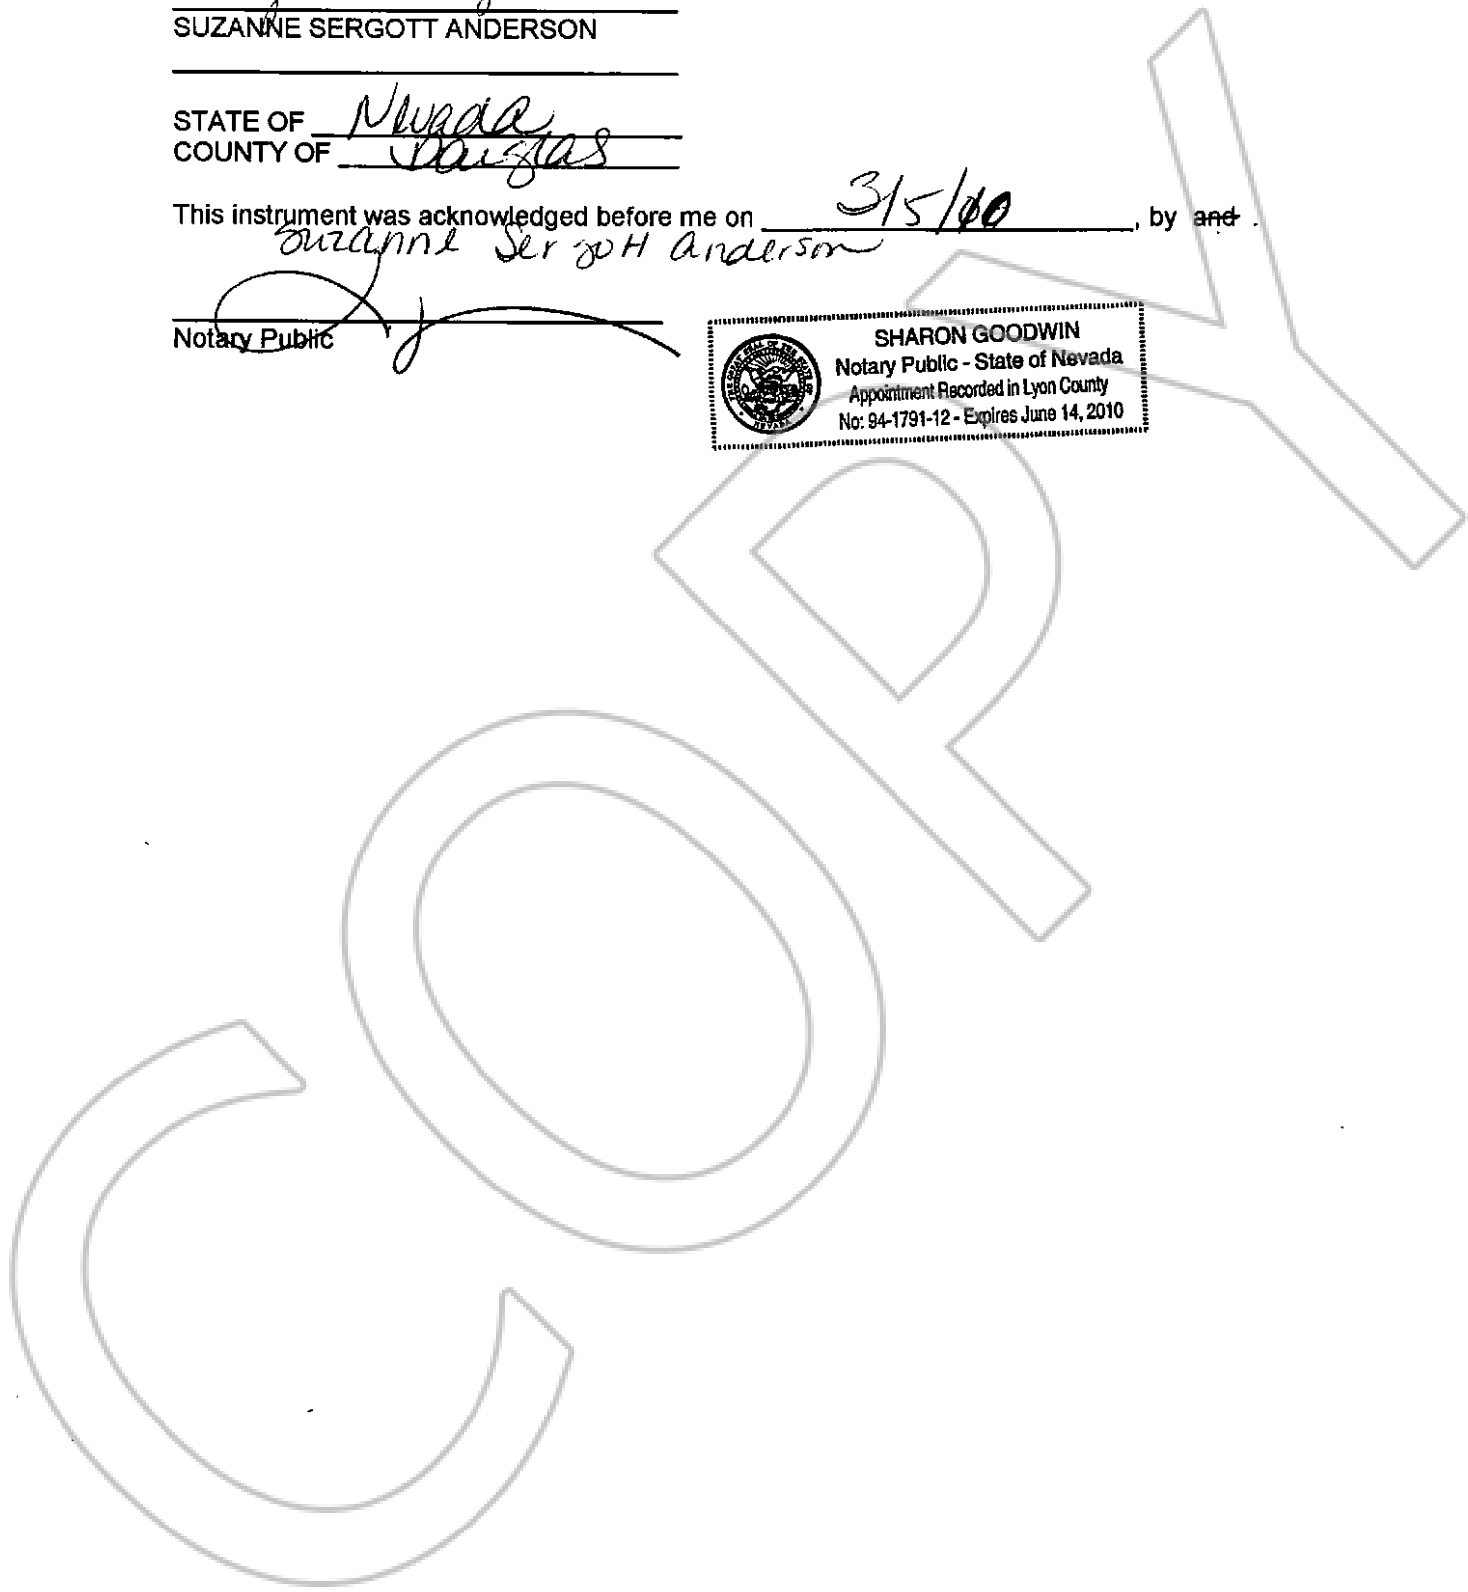 SUZANNE SERGOTT ANDERSON
STATE OF Nevada
COUNTY OF Douglas
This instrument was acknowledged before me on 3/5/10, by and .
Suzanne Sergott Anderson
Notary Public
SHARON GOODWIN
Notary Public - State of Nevada
Appointment Recorded in Lyon County
No: 94-1791-12 - Expires June 14, 2010
COPY